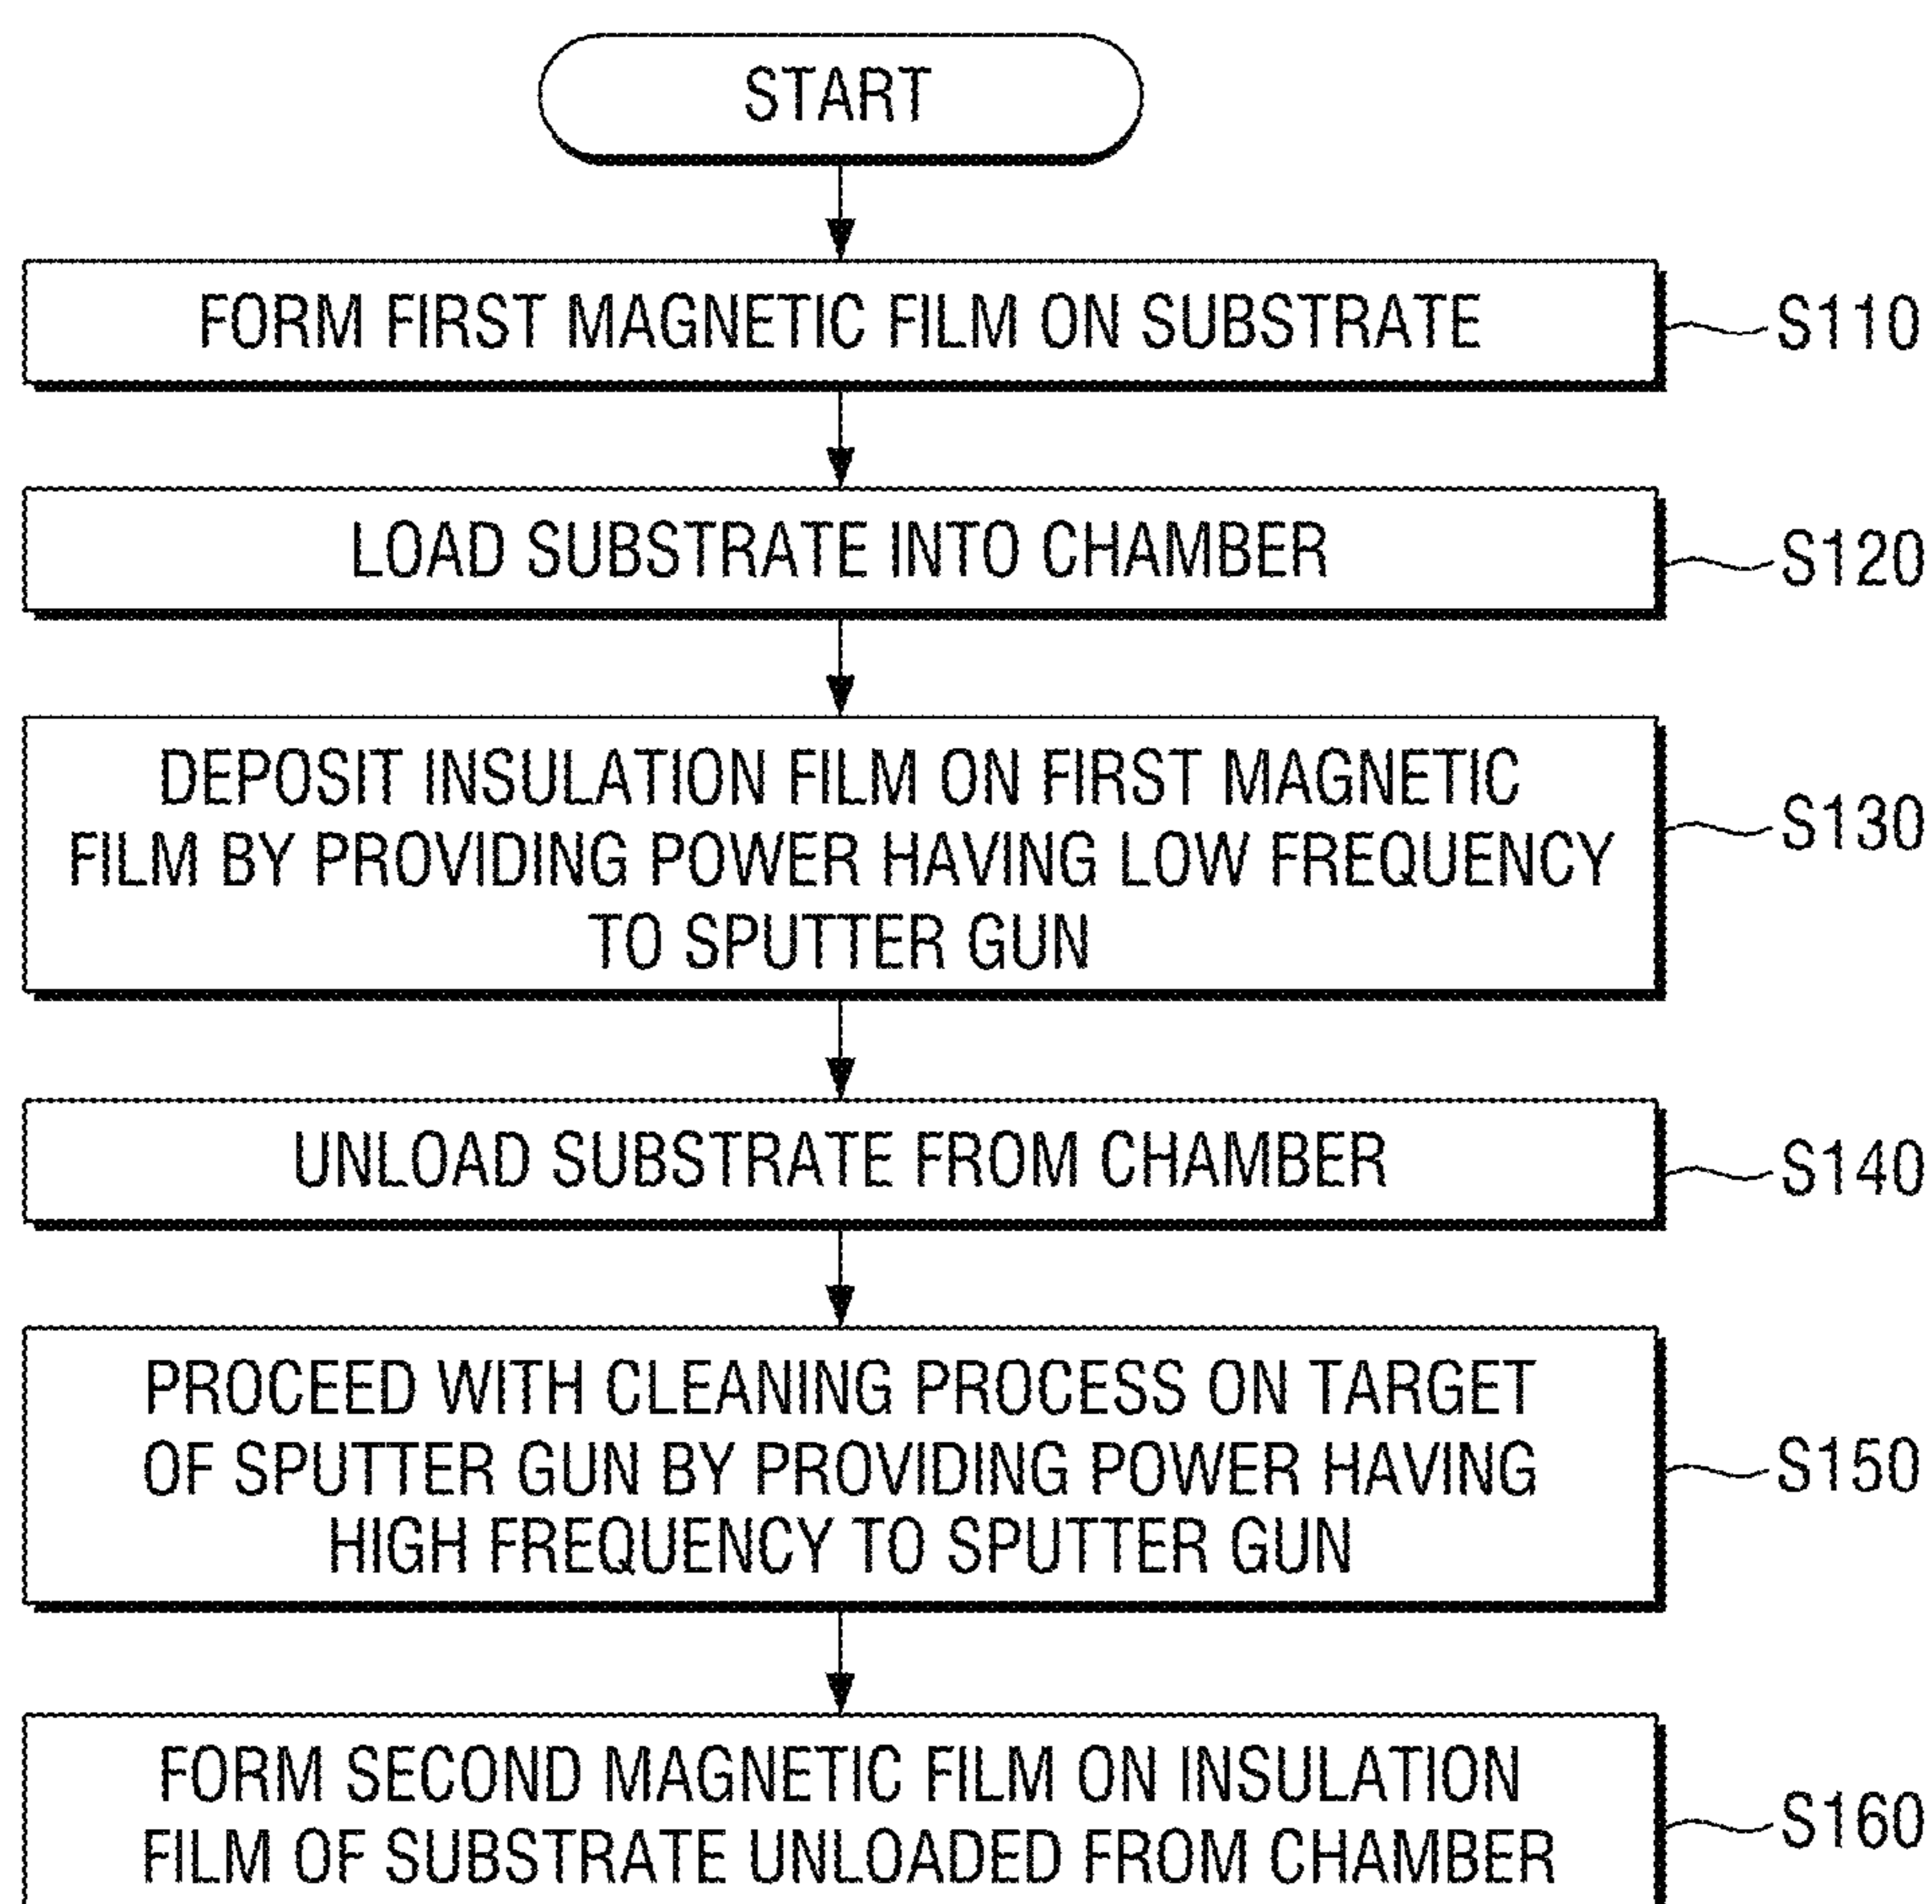 START
FORM FIRST MAGNETIC FILM ON SUBSTRATE
S110
LOAD SUBSTRATE INTO CHAMBER
S120
DEPOSIT INSULATION FILM ON FIRST MAGNETIC
FILM BY PROVIDING POWER HAVING LOW FREQUENCY
TO SPUTTER GUN
S130
UNLOAD SUBSTRATE FROM CHAMBER
S140
PROCEED WITH CLEANING PROCESS ON TARGET
OF SPUTTER GUN BY PROVIDING POWER HAVING
HIGH FREQUENCY TO SPUTTER GUN
S150
FORM SECOND MAGNETIC FILM ON INSULATION
FILM OF SUBSTRATE UNLOADED FROM CHAMBER
S160